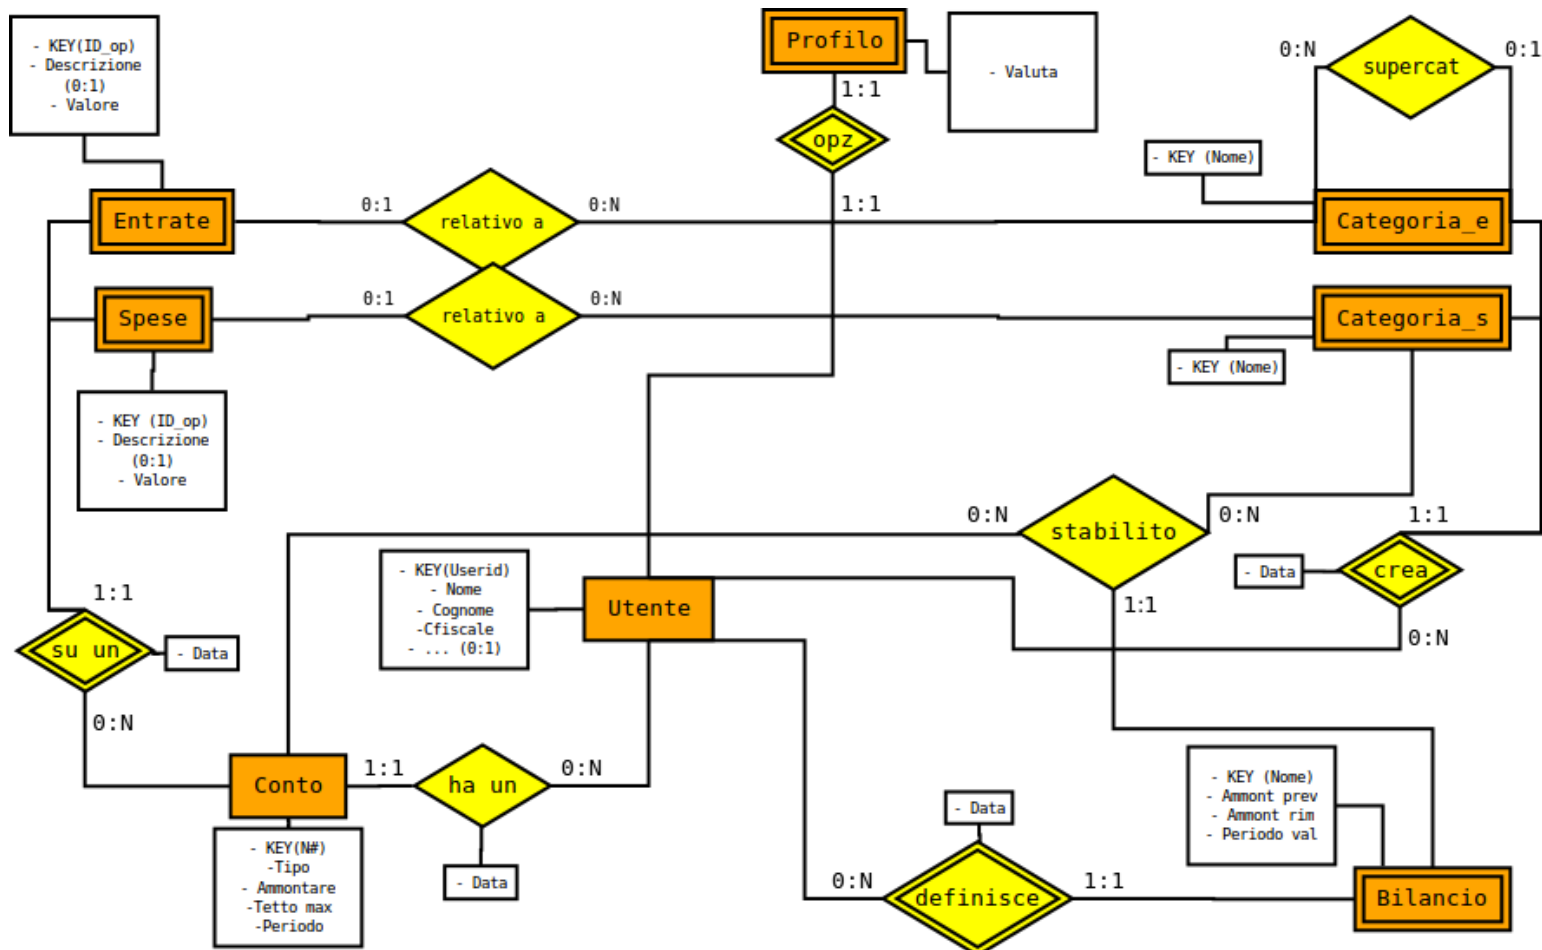 - KEY(ID_op)
- Descrizione
(0:1)
- Valore
Profilo
- Valuta
1:1
opz
1:1
0:N
supercat
0:1
- KEY (Nome)
Entrate
0:1
relativo a
0:N
Categoria_e
Spese
0:1
relativo a
0:N
Categoria_s
- KEY (Nome)
- KEY (ID_op)
- Descrizione
(0:1)
- Valore
0:N
stabilito
0:N
1:1
1:1
- Data
crea
0:N
- KEY(Userid)
- Nome
- Cognome
-Cfiscale
- ... (0:1)
Utente
1:1
su un
- Data
0:N
Conto
1:1
ha un
0:N
- Data
- KEY(N#)
-Tipo
- Ammontare
-Tetto max
-Periodo
- Data
0:N
definisce
1:1
- KEY (Nome)
- Ammont prev
- Ammont rim
- Periodo val
Bilancio